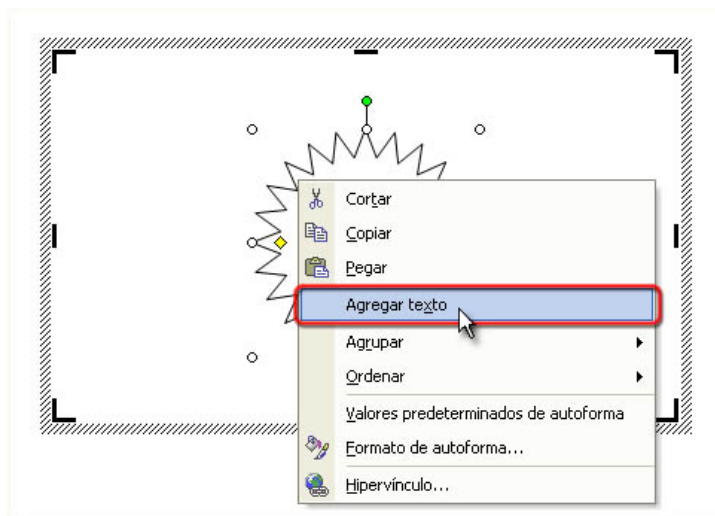 Cortar
Copiar
Pegar
Agregar texto
Agrupar
Ordenar
Valores predeterminados de autoforma
Formato de autoforma...
Hipervínculo...